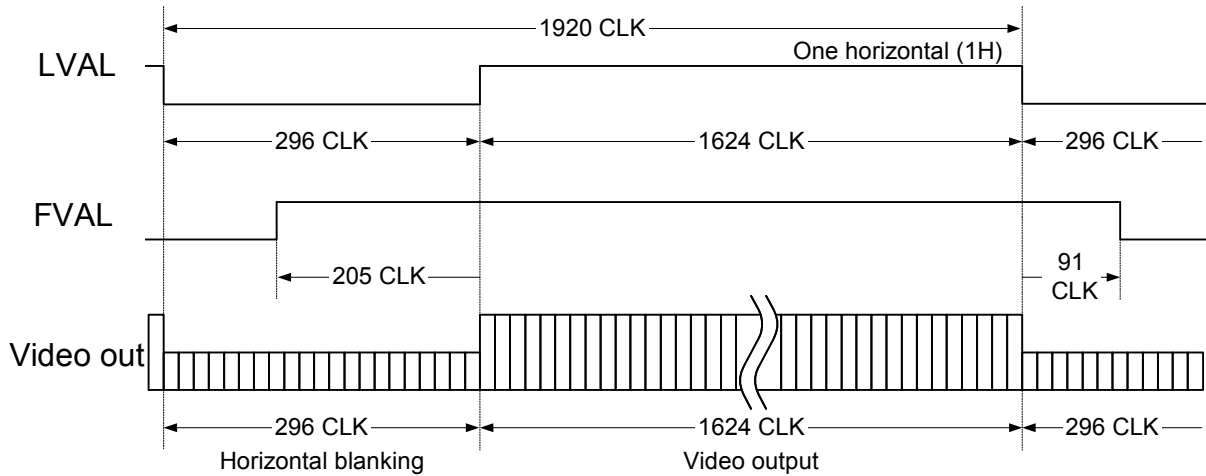 1920 CLK
LVAL
One horizontal (1H)
296 CLK
1624 CLK
296 CLK
FVAL
205 CLK
91
CLK
Video out
296 CLK
1624 CLK
296 CLK
Horizontal blanking
Video output